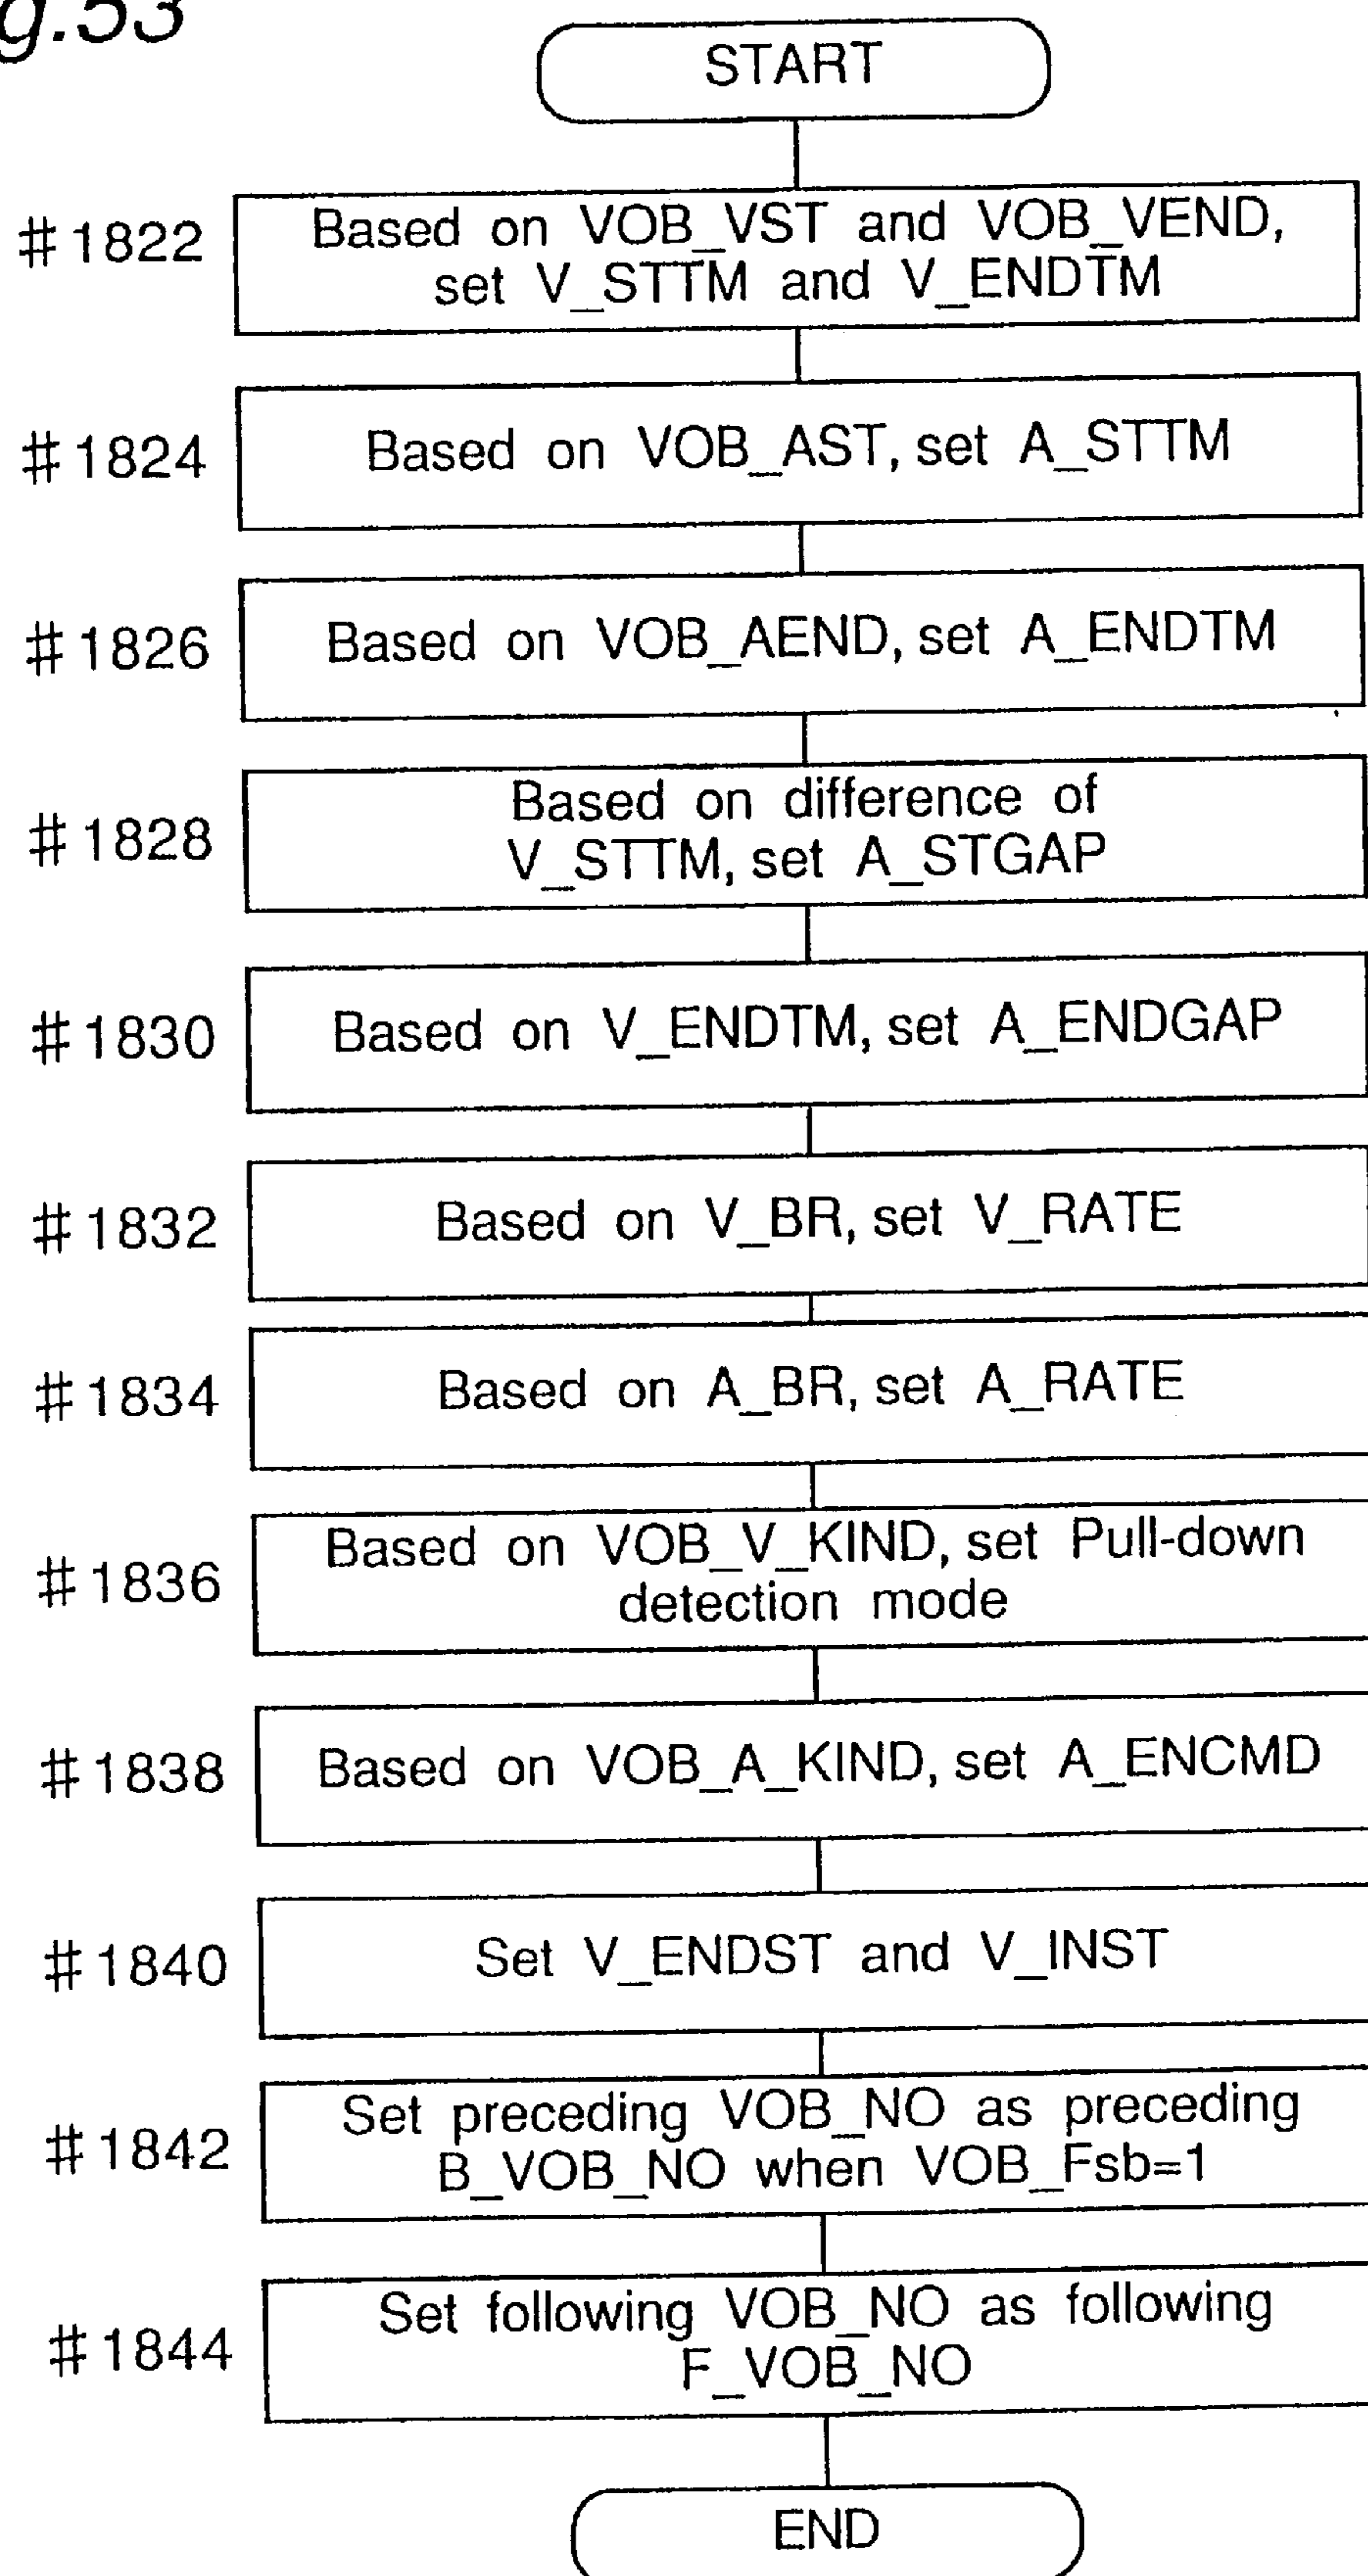 g.53
START
#1822
Based on VOB_VST and VOB_VEND,
set V_STTM and V_ENDTM
#1824
Based on VOB_AST, set A_STTM
#1826
Based on VOB_AEND, set A_ENDTM
#1828
Based on difference of
V_STTM, set A_STGAP
#1830
Based on V_ENDTM, set A_ENDGAP
#1832
Based on V_BR, set V_RATE
#1834
Based on A_BR, set A_RATE
#1836
Based on VOB_V_KIND, set Pull-down
detection mode
#1838
Based on VOB_A_KIND, set A_ENCMD
#1840
Set V_ENDST and V_INST
#1842
Set preceding VOB_NO as preceding
B_VOB_NO when VOB_Fsb=1
#1844
Set following VOB_NO as following
F_VOB_NO
END